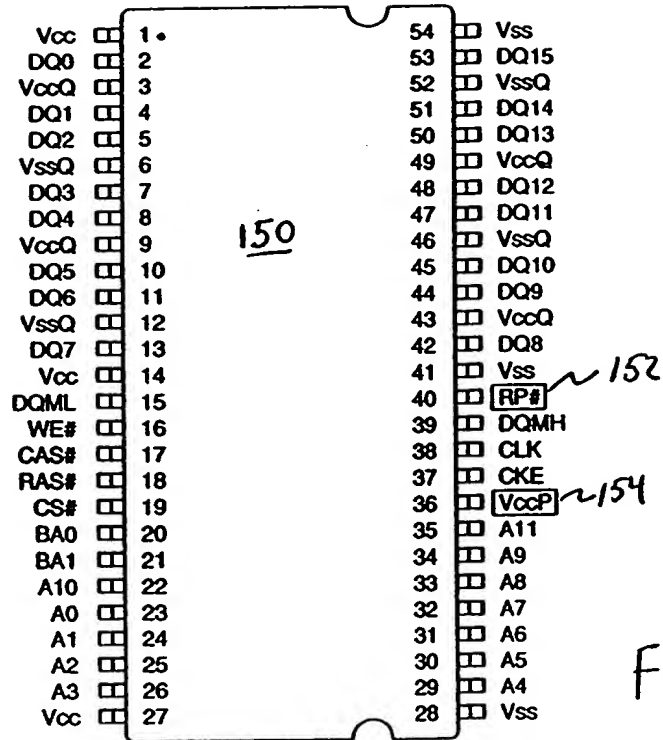 Vcc 1 54 Vss
DQ0 2 53 DQ15
VccQ 3 52 VssQ
DQ1 4 51 DQ14
DQ2 5 50 DQ13
VssQ 6 49 VccQ
DQ3 7 48 DQ12
DQ4 8 47 DQ11
150
VccQ 9 46 VssQ
DQ5 10 45 DQ10
DQ6 11 44 DQ9
VssQ 12 43 VccQ
DQ7 13 42 DQ8
Vcc 14 41 Vss
152
DQML 15 40 RP#
WE# 16 39 DQMH
CAS# 17 38 CLK
RAS# 18 37 CKE
CS# 19 36 VccP 154
BA0 20 35 A11
BA1 21 34 A9
A10 22 33 A8
A0 23 32 A7
A1 24 31 A6
A2 25 30 A5
F
A3 26 29 A4
Vcc 27 28 Vss